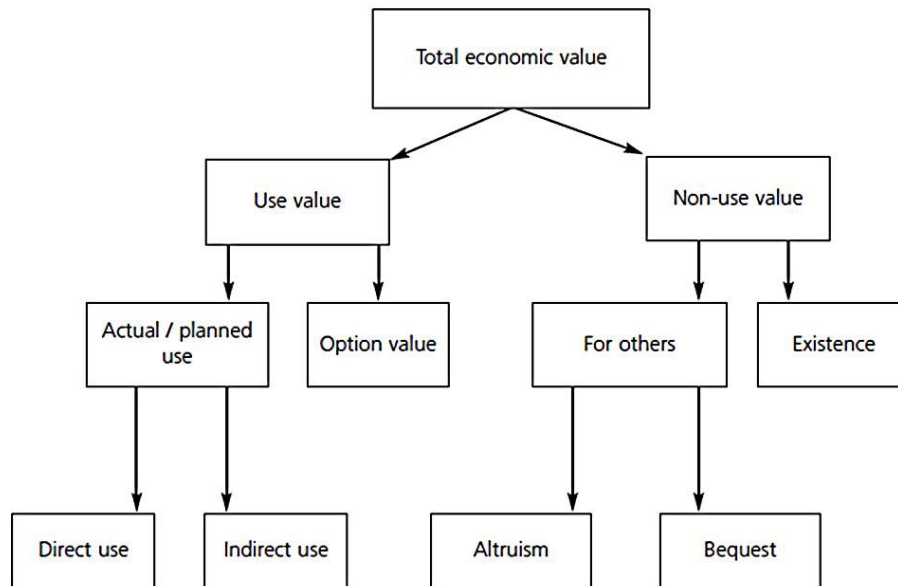 Total economic value
Use value
Non-use value
Actual / planned
use
Option value
For others
Existence
Direct use
Indirect use
Altruism
Bequest